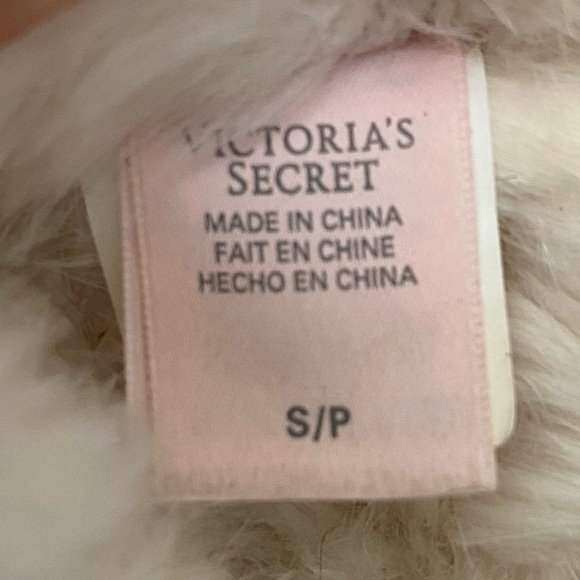 VICTORIA'S
SECRET
MADE IN CHINA
FAIT EN CHINE
HECHO EN CHINA
S/P